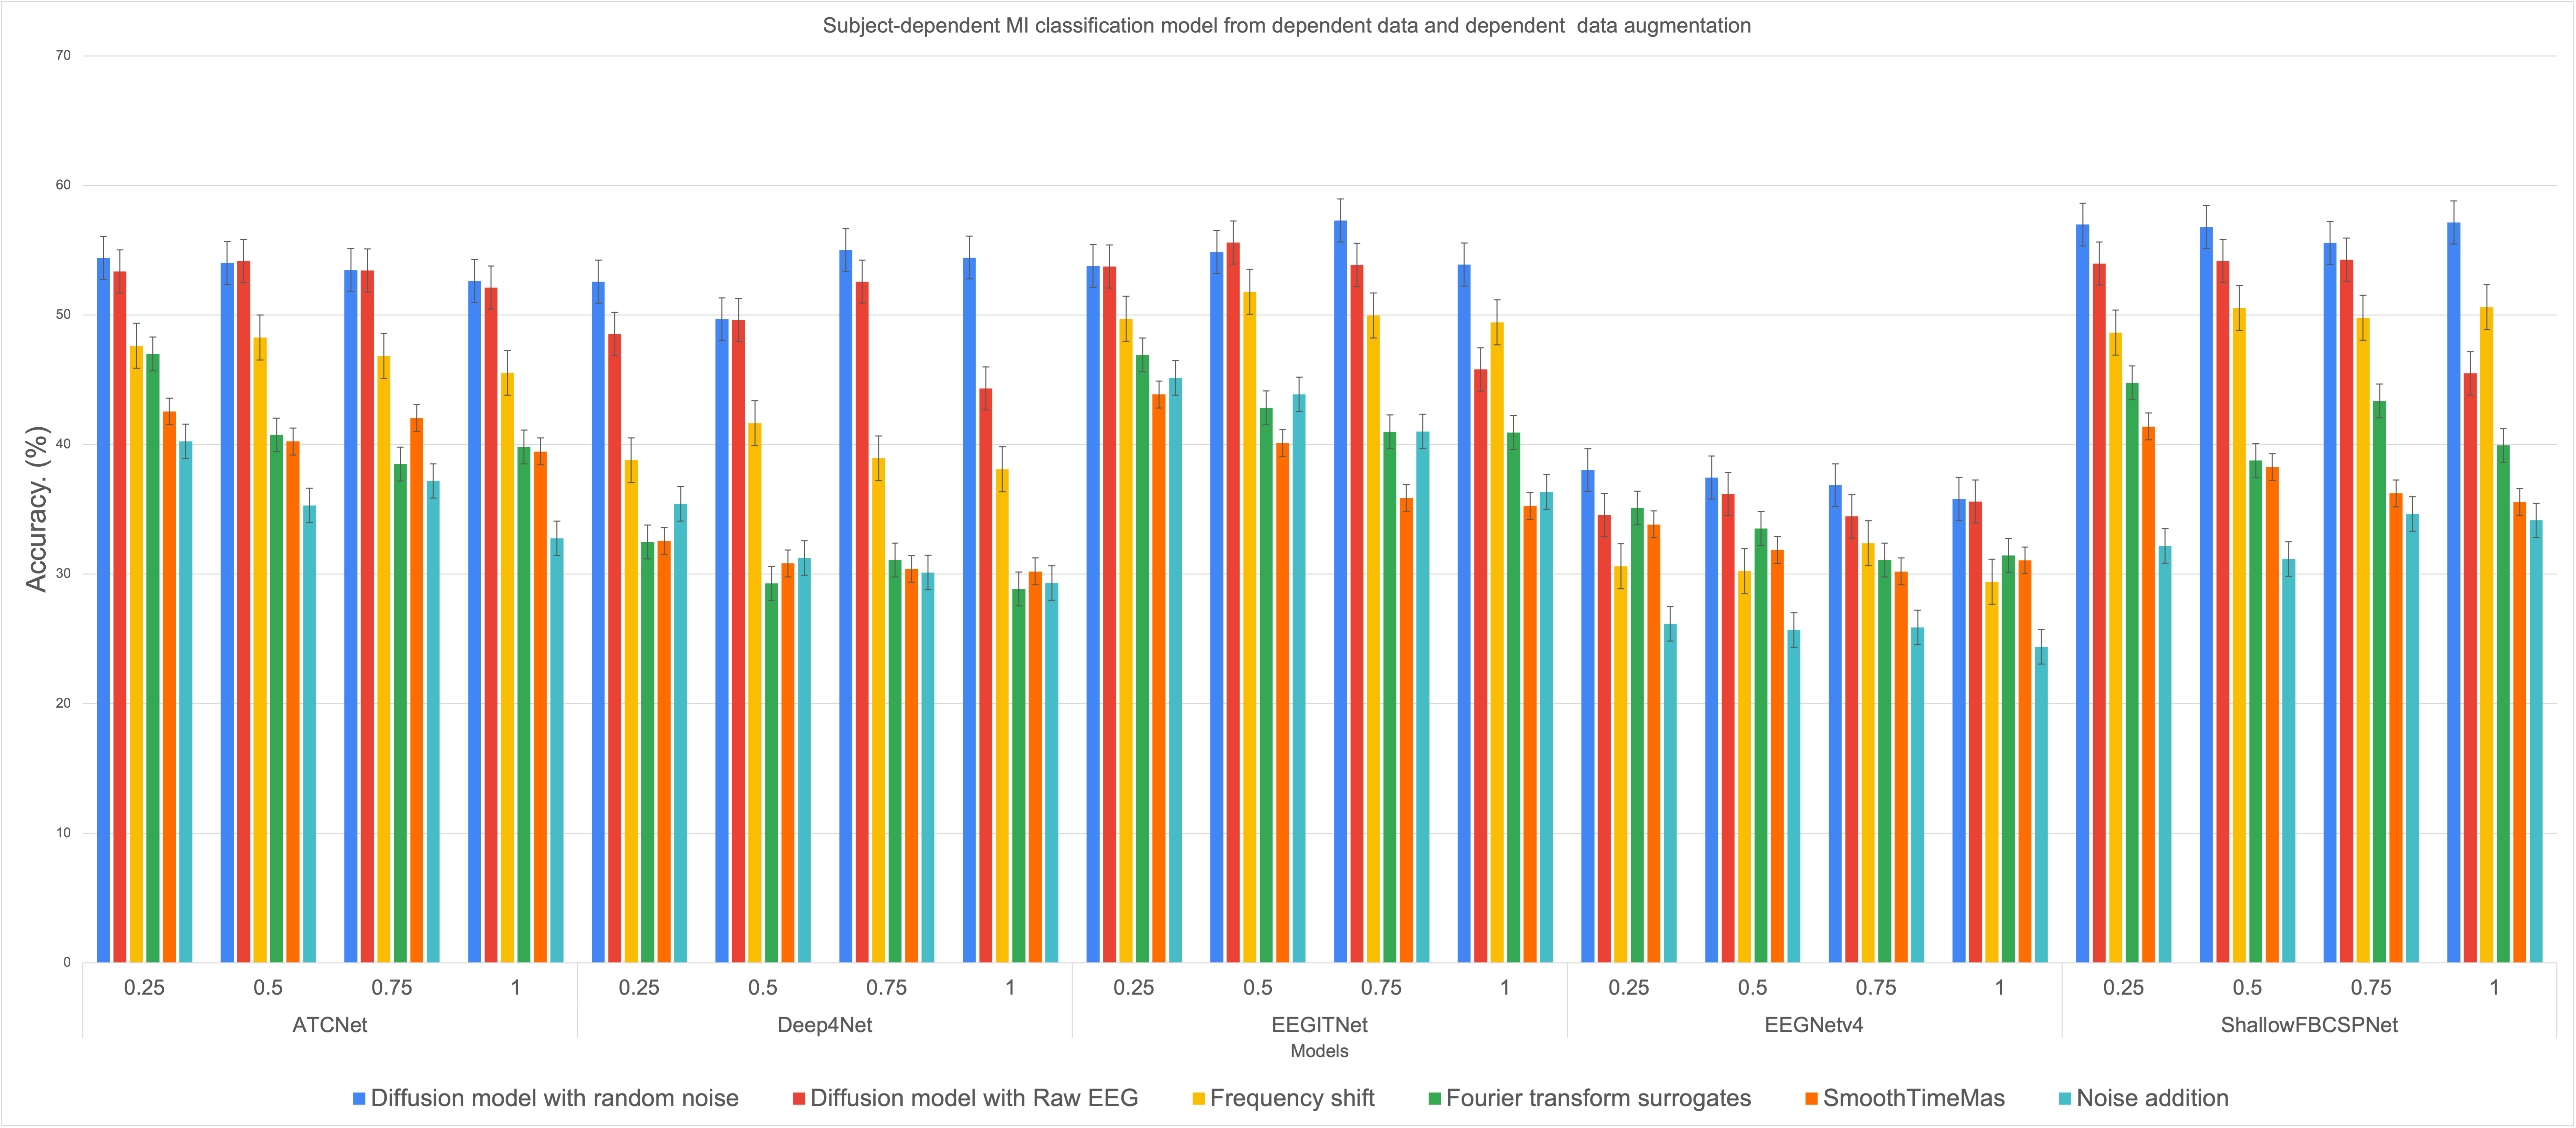 Subject-dependent MI classification model from dependent data and dependent  data augmentation
70
60
50
40
30
20
10
0
Accuracy. (%)
0.25 0.5 0.75 1 0.25 0.5 0.75 1 0.25 0.5 0.75 1 0.25 0.5 0.75 1 0.25 0.5 0.75 1
ATCNet Deep4Net EEGITNet EEGNetv4 ShallowFBCSPNet
Models
Diffusion model with random noise Diffusion model with Raw EEG Frequency shift Fourier transform surrogates SmoothTimeMas Noise addition